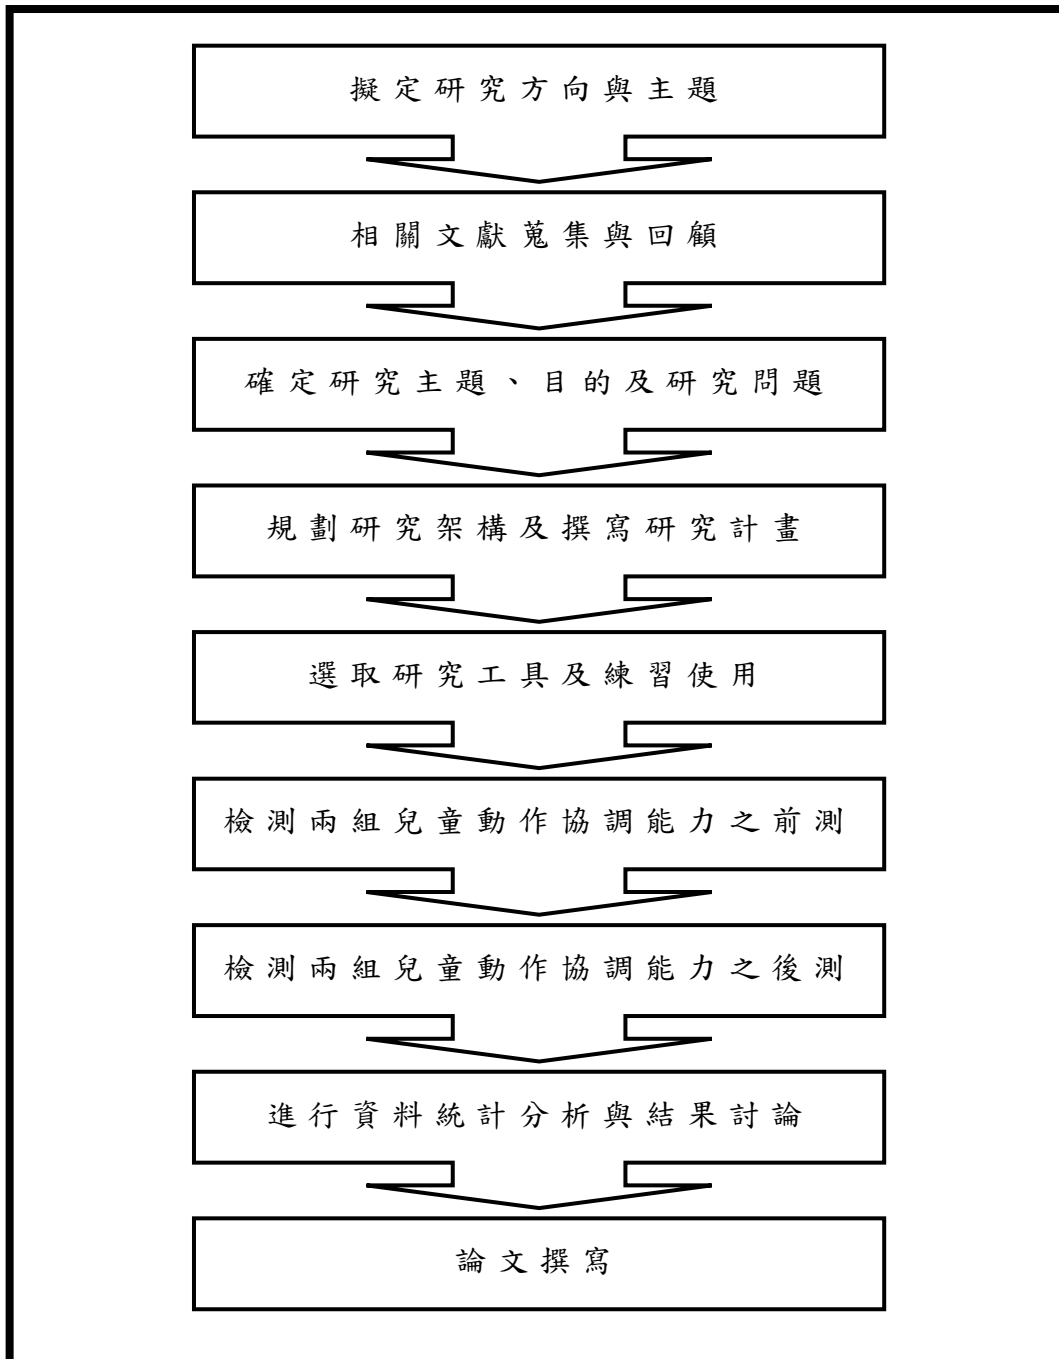 擬定研究方向與主題
相關文獻蒐集與回顧
確定研究主題、目的及研究問題
規劃研究架構及撰寫研究計畫
選取研究工具及練習使用
檢測兩組兒童動作協調能力之前測
檢測兩組兒童動作協調能力之後測
進行資料統計分析與結果討論
論文撰寫